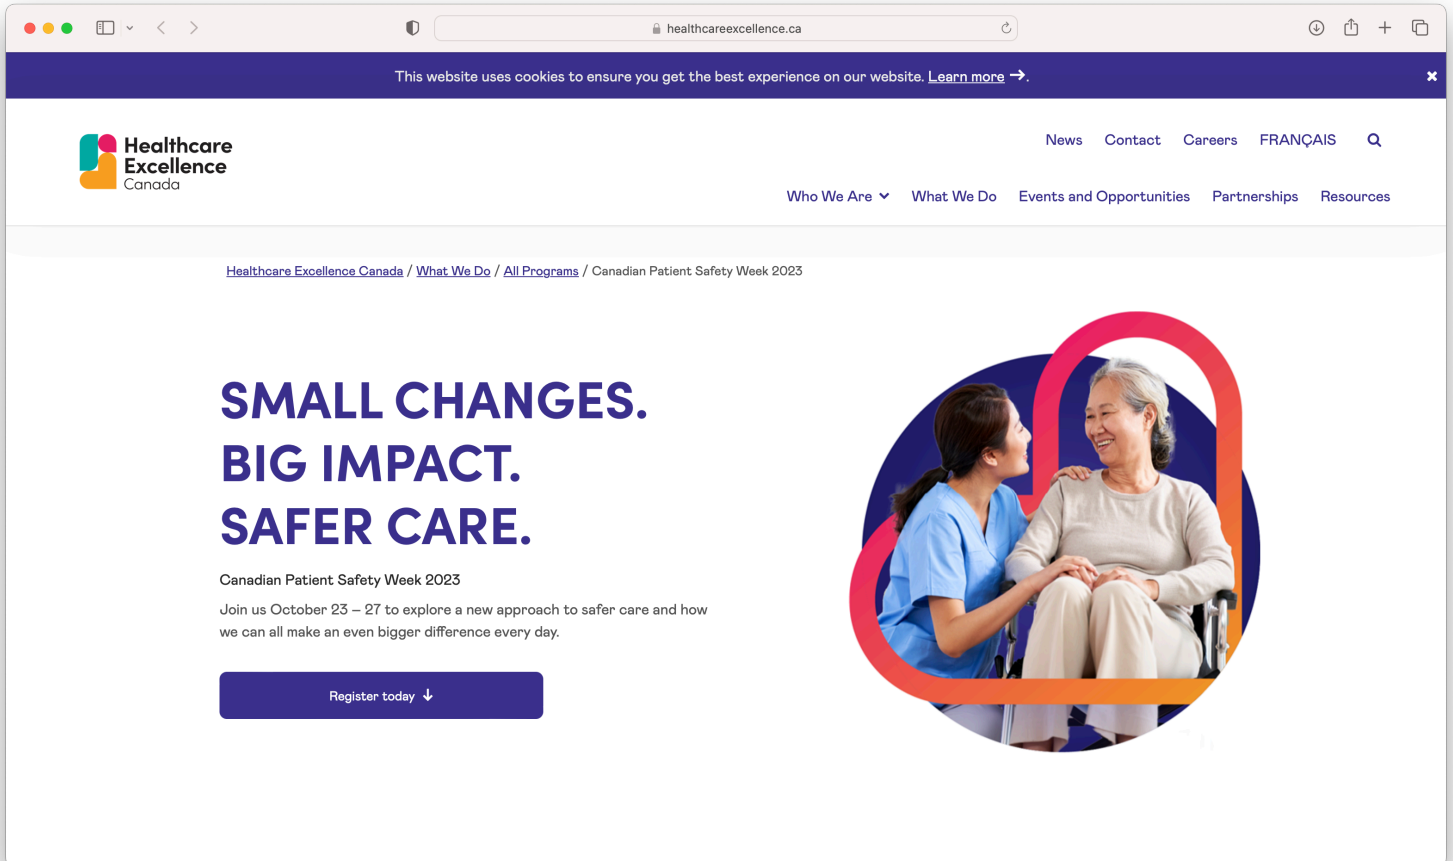 healthcareexcellence.ca
This website uses cookies to ensure you get the best experience on our website. Learn more →.
Healthcare
Excellence
Canada
News Contact Careers FRANÇAIS
Who We Are What We Do Events and Opportunities Partnerships Resources
Healthcare Excellence Canada / What We Do / All Programs / Canadian Patient Safety Week 2023
SMALL CHANGES.
BIG IMPACT.
SAFER CARE.
Canadian Patient Safety Week 2023
Join us October 23 – 27 to explore a new approach to safer care and how
we can all make an even bigger difference every day.
Register today ↓